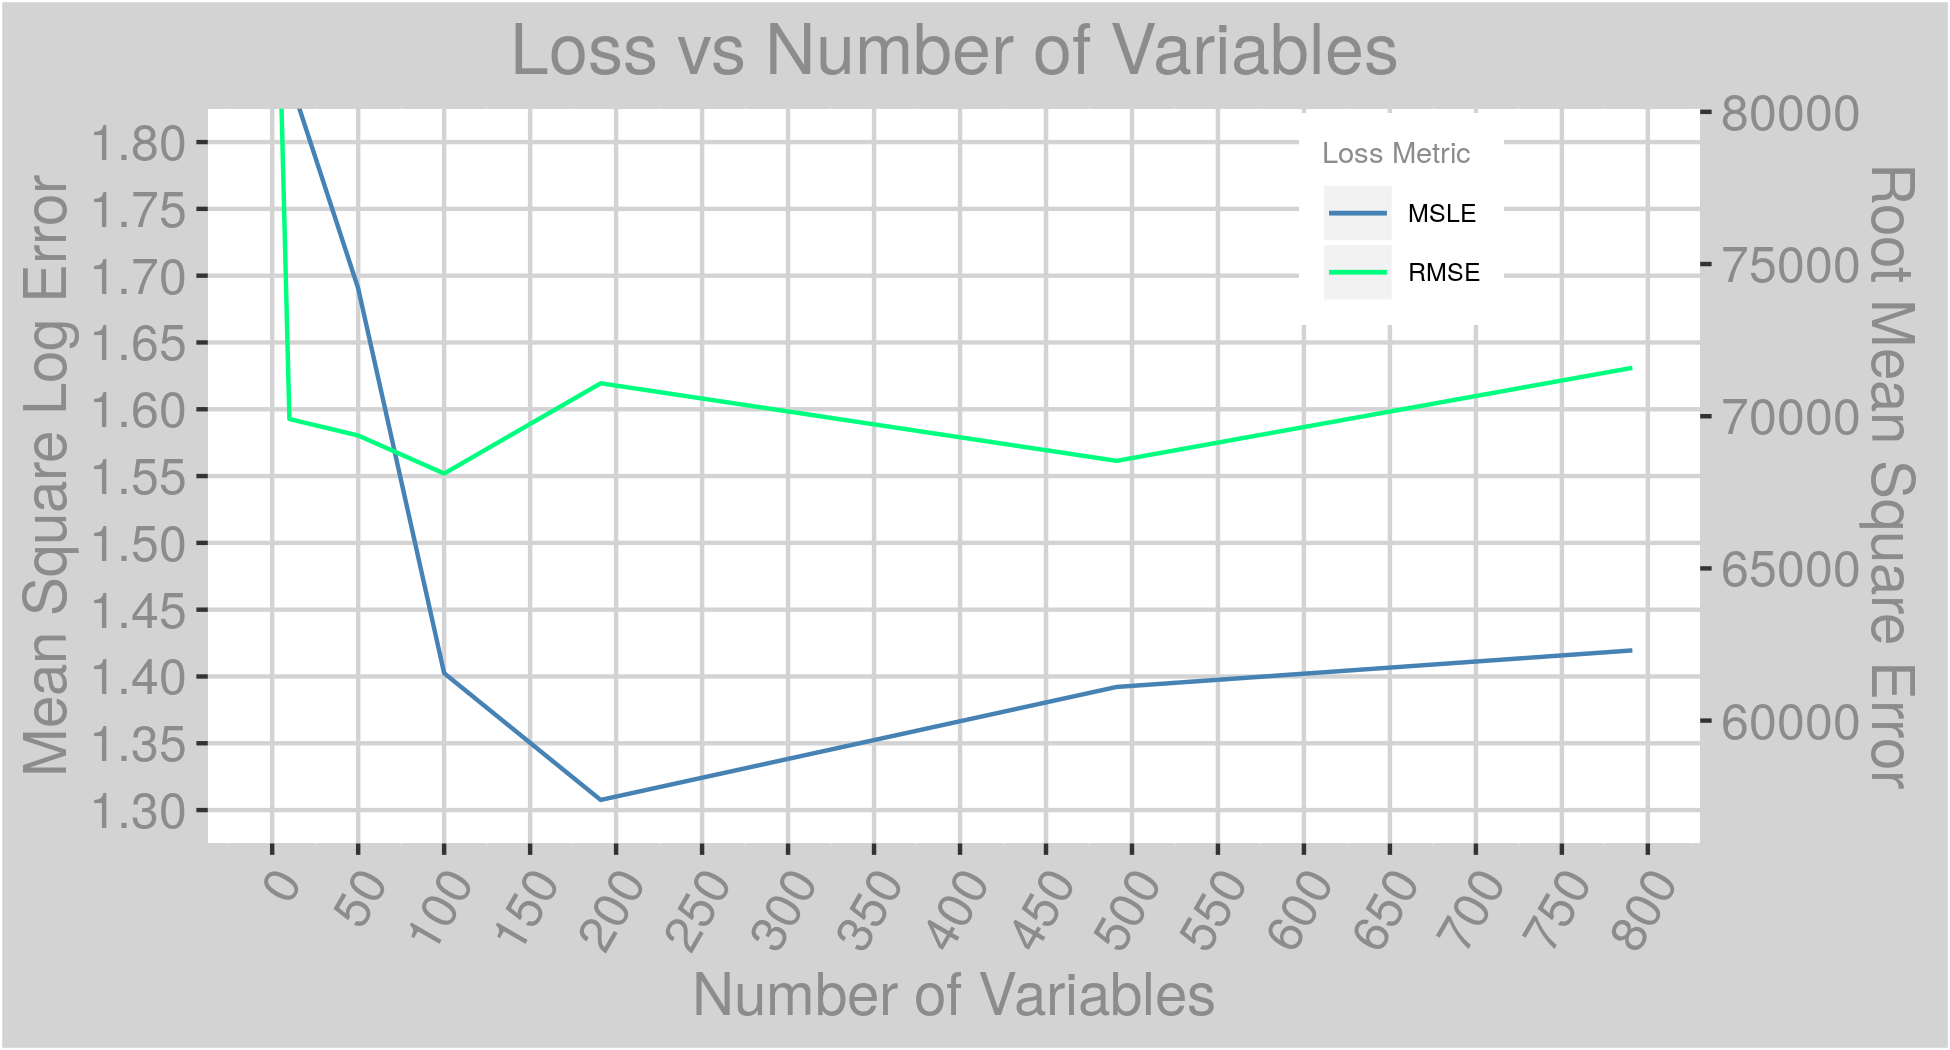 Loss vs Number of Variables
Mean Square Log Error
1.80
1.75
1.70
1.65
1.60
1.55
1.50
1.45
1.40
1.35
1.30
Loss Metric
MSLE
RMSE
80000
75000
70000
65000
60000
Root Mean Square Error
0 50 100 150 200 250 300 350 400 450 500 550 600 650 700 750 800
Number of Variables